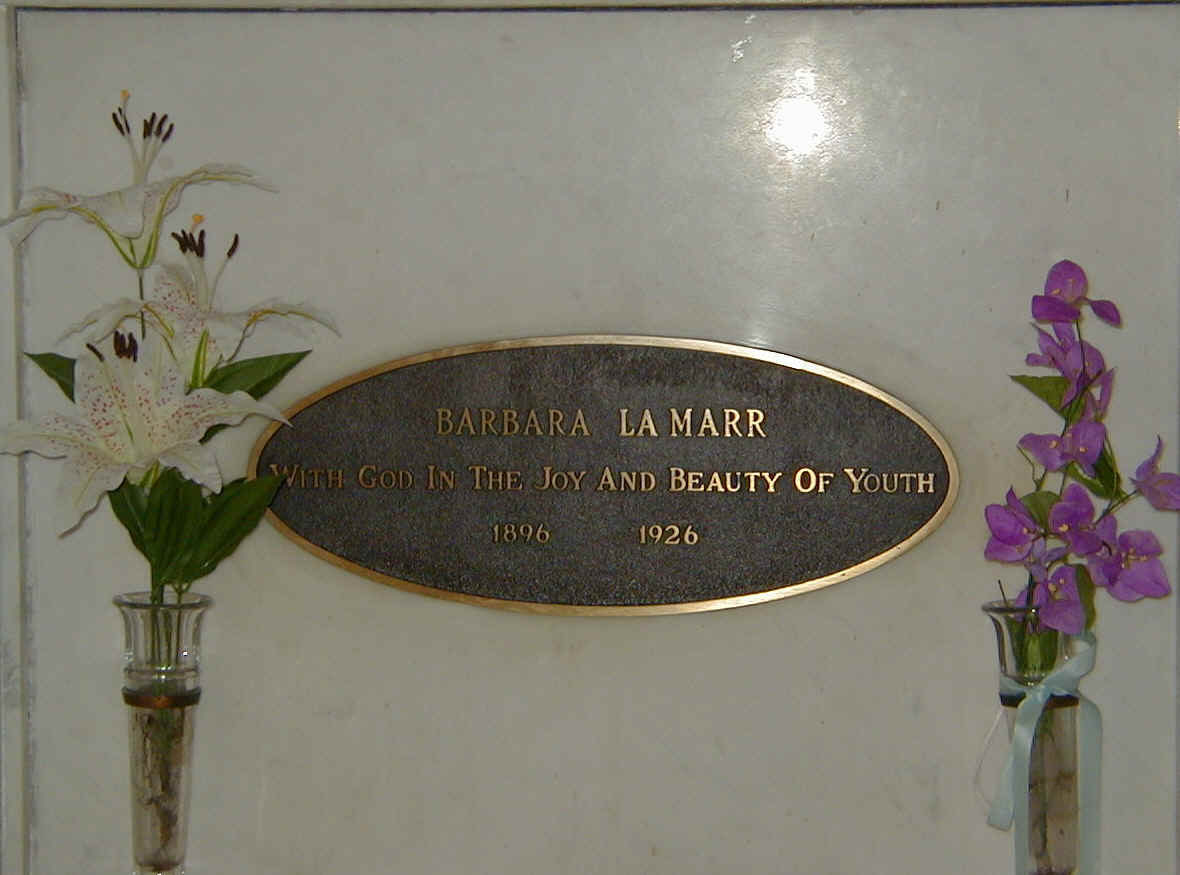 BARBARA LA MARR
WITH GOD IN THE JOY AND BEAUTY OF YOUTH
1896 1926